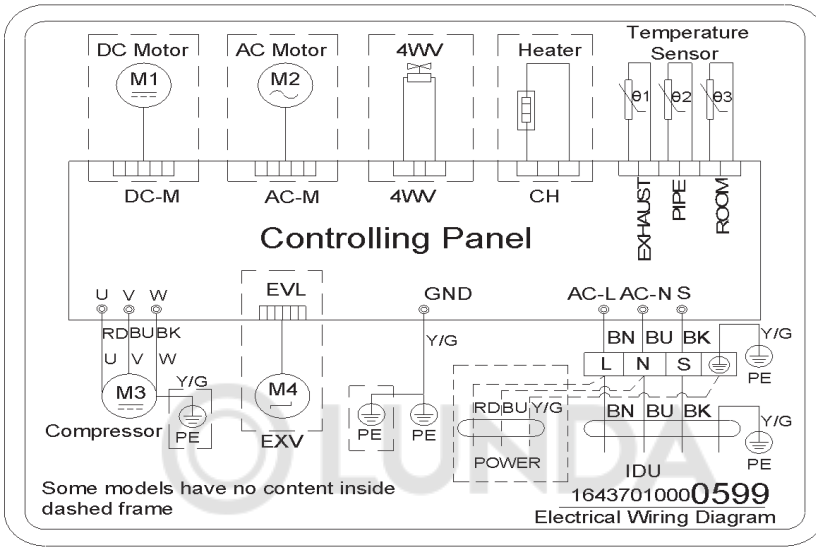 DC Motor AC Motor 4WV Heater Temperature
Sensor
M1 M2 θ1 θ2 θ3
DC-M AC-M 4WV CH
EXHAUST PIPE ROOM
Controlling Panel
U V W EVL GND AC-L AC-N S
RD BU BK Y/G BN BU BK Y/G
U V W L N S PE
M3 Y/G M4 RD BU Y/G BN BU BK Y/G
Compressor PE EXV PE PE POWER PE
LUNDA
IDU
Some models have no content inside
dashed frame
16437010000599
Electrical Wiring Diagram